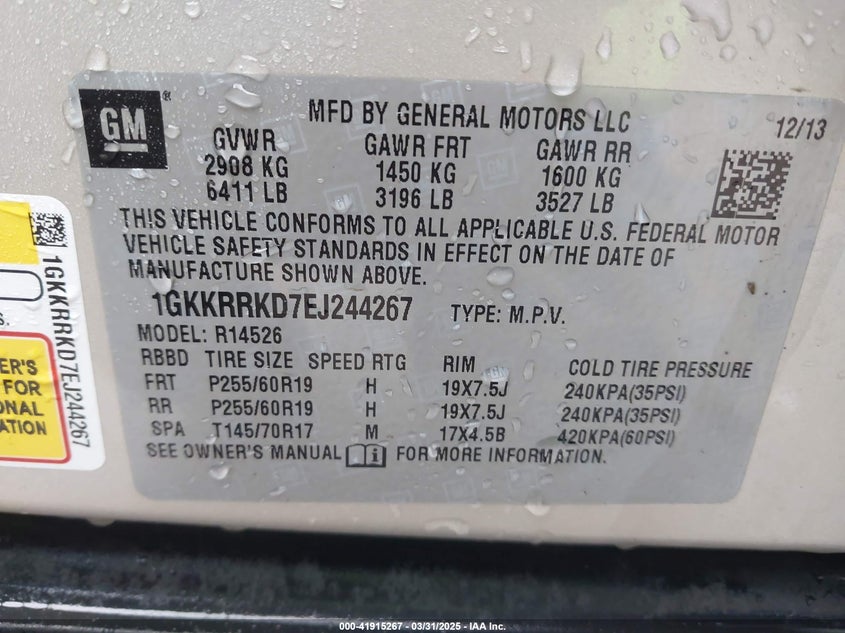 GM®
MFD BY GENERAL MOTORS LLC
12/13
GVWR GAWR FRT GAWR RR
2908 KG 1450 KG 1600 KG
6411 LB 3196 LB 3527 LB
THIS VEHICLE CONFORMS TO ALL APPLICABLE U.S. FEDERAL MOTOR
VEHICLE SAFETY STANDARDS IN EFFECT ON THE DATE OF
MANUFACTURE SHOWN ABOVE.
1GKKRRKD7EJ244267 TYPE: M.P.V.
MODEL: R14526
RBBD TIRE SIZE SPEED RTG RIM COLD TIRE PRESSURE
FRT P255/60R19 H 19X7.5J 240KPA(35PSI)
RR P255/60R19 H 19X7.5J 240KPA(35PSI)
SPA T145/70R17 M 17X4.5B 420KPA(60PSI)
SEE OWNER'S MANUAL FOR MORE INFORMATION.
1GKKRRKD7EJ244267
S.
ER'S
FOR
ONAL
ATION
000-41915267 - 03/31/2025 - IAA Inc.